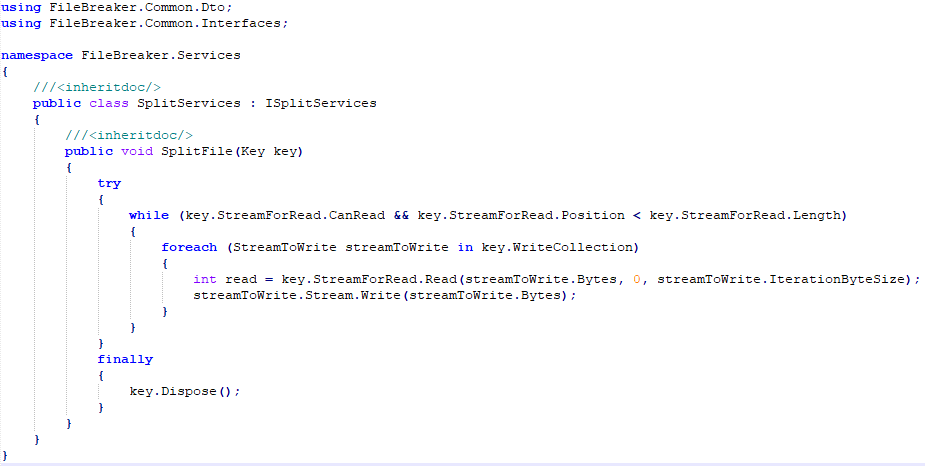 using FileBreaker.Common.Dto;
using FileBreaker.Common.Interfaces;

namespace FileBreaker.Services
{
    ///<inheritdoc/>
    public class SplitServices : ISplitServices
    {
        ///<inheritdoc/>
        public void SplitFile(Key key)
        {
            try
            {
                while (key.StreamForRead.CanRead && key.StreamForRead.Position < key.StreamForRead.Length)
                {
                    foreach (StreamToWrite streamToWrite in key.WriteCollection)
                    {
                        int read = key.StreamForRead.Read(streamToWrite.Bytes, 0, streamToWrite.IterationByteSize);
                        streamToWrite.Stream.Write(streamToWrite.Bytes);
                    }
                }
            }
            finally
            {
                key.Dispose();
            }
        }
    }
}